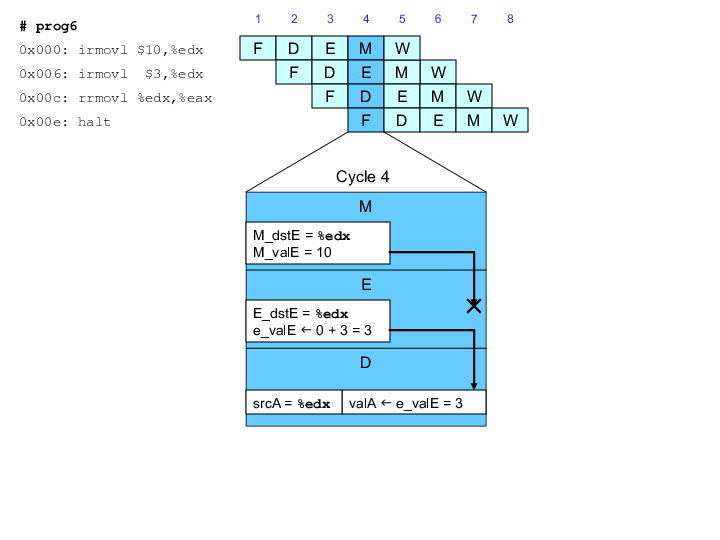 # prog6
0x000: irmovl $10,%edx
0x006: irmovl  $3,%edx
0x00c: rrmovl %edx,%eax
0x00e: halt
1 2 3 4 5 6 7 8
F D E M W
F D E M W
F D E M W
F D E M W
Cycle 4
M
M_dstE = %edx
M_valE = 10
E
E_dstE = %edx
e_valE ← 0 + 3 = 3
D
srcA = %edx valA ← e_valE = 3